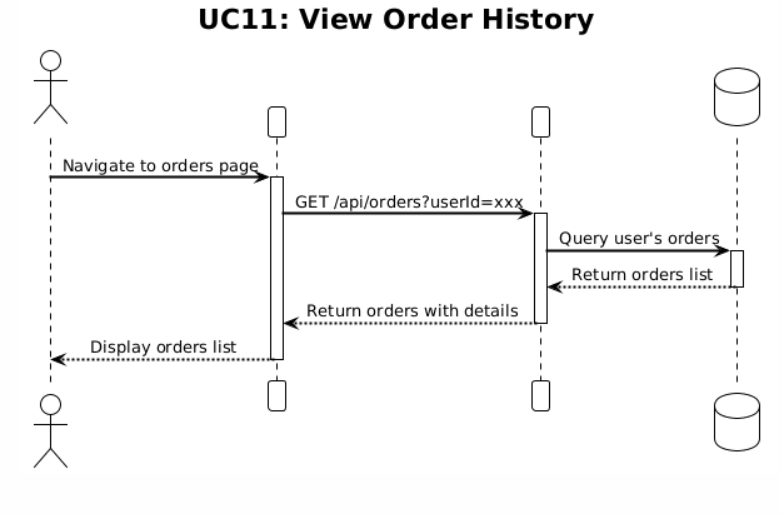 UC11: View Order History
Navigate to orders page
GET /api/orders?userId=xxx
Query user's orders
Return orders list
Return orders with details
Display orders list